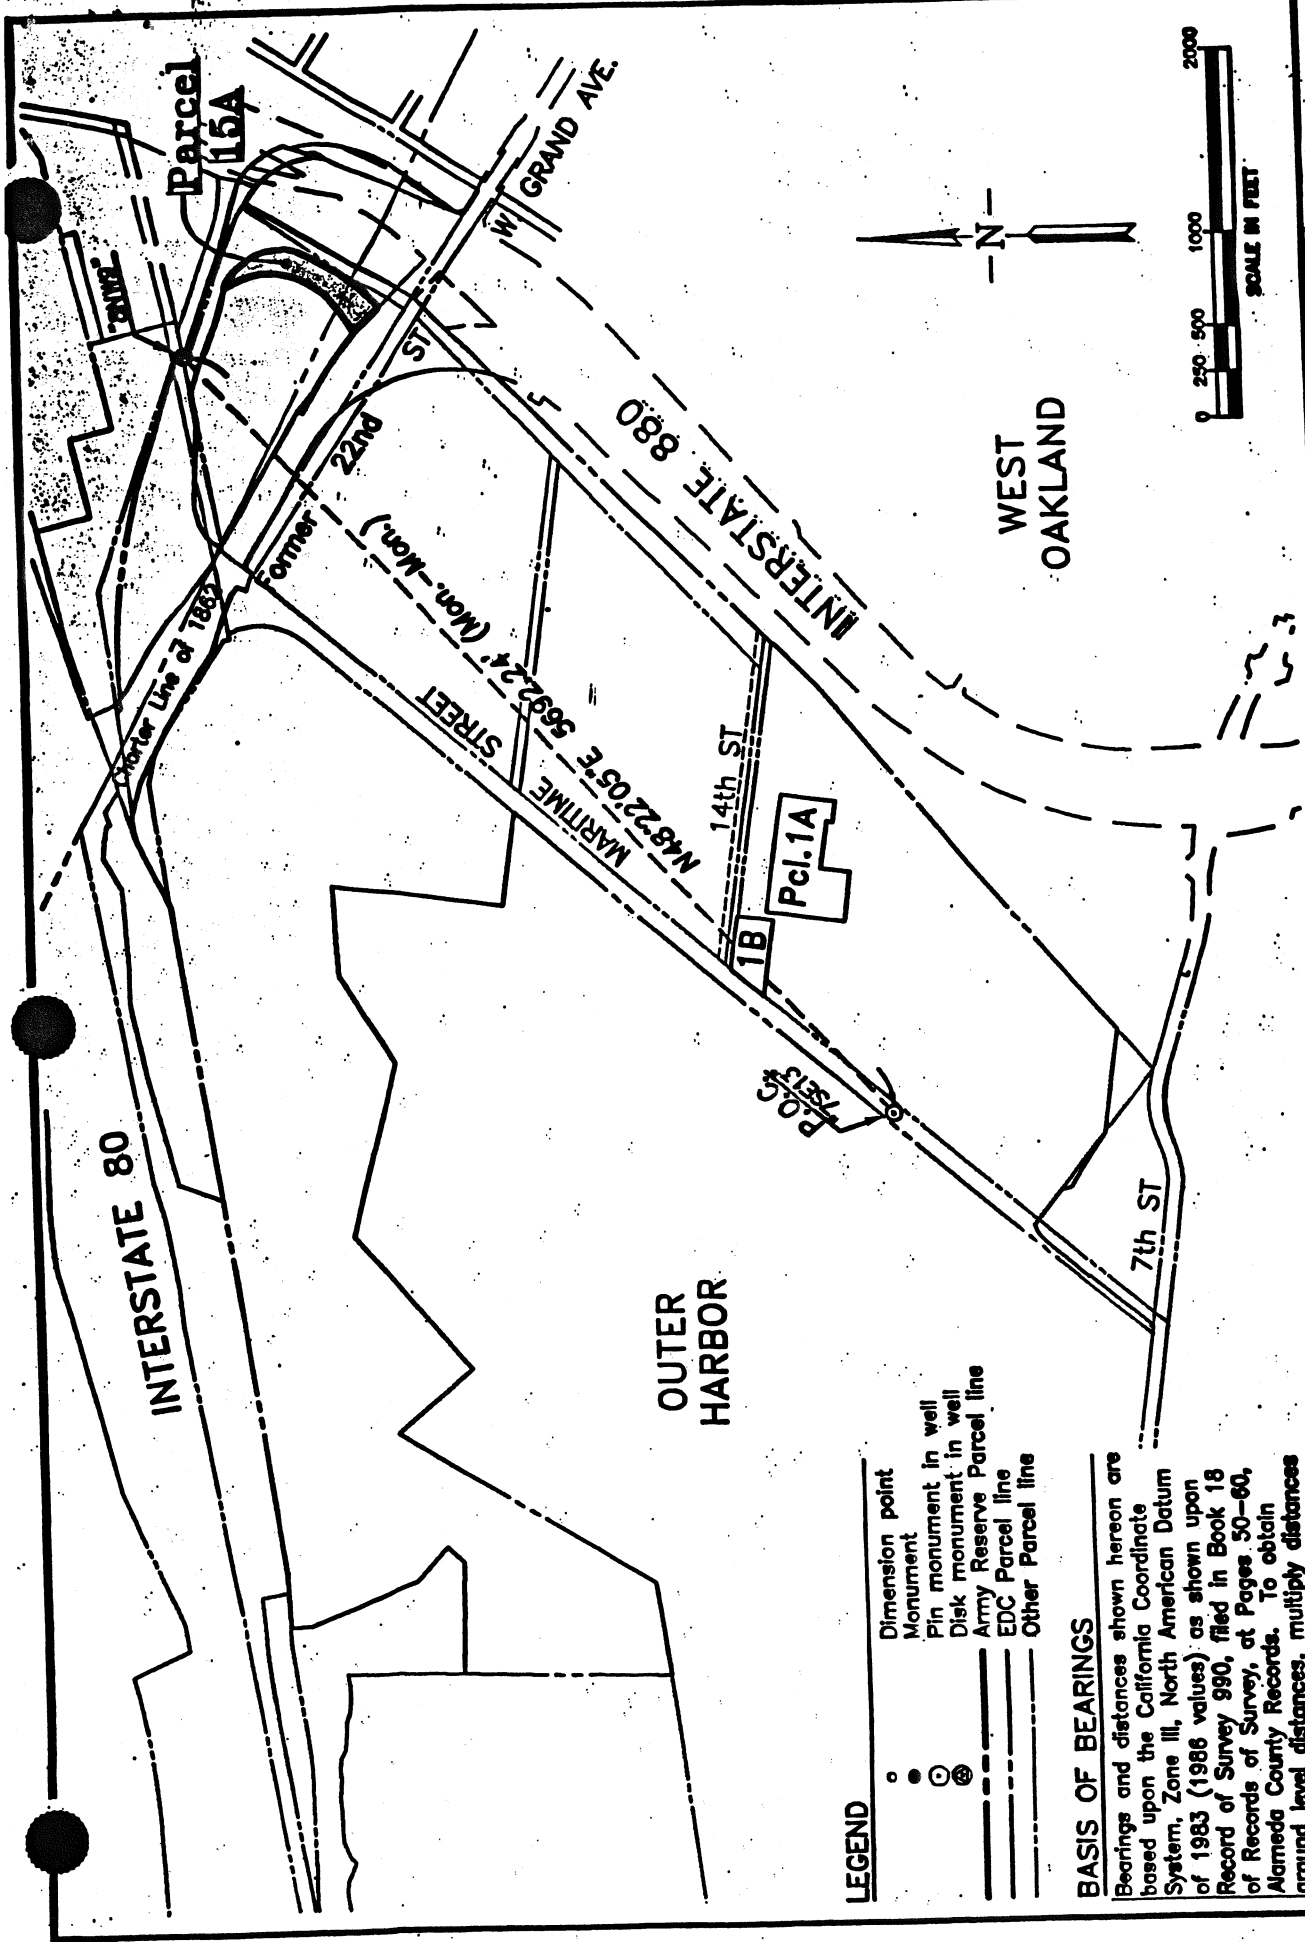 Parcel
15A
"8NW2"
W. GRAND AVE.
Former 22nd ST
Charter Line of 1862
INTERSTATE 80
INTERSTATE 880
MARITIME STREET
N48°22'05"E 5692.24' (Mon.-Mon.)
14th ST
Pcl.1A
1B
P.O.C.
7SE13
7th ST
OUTER
HARBOR
WEST
OAKLAND
N
0 250 500 1000 2000
SCALE IN FEET
LEGEND
Dimension point
Monument
Pin monument in well
Disk monument in well
Army Reserve Parcel line
EDC Parcel line
Other Parcel line
BASIS OF BEARINGS
Bearings and distances shown hereon are
based upon the California Coordinate
System, Zone III, North American Datum
of 1983 (1986 values) as shown upon
Record of Survey 990, filed in Book 18
of Records of Survey, at Pages 50-60,
Alameda County Records. To obtain
ground level distances, multiply distances